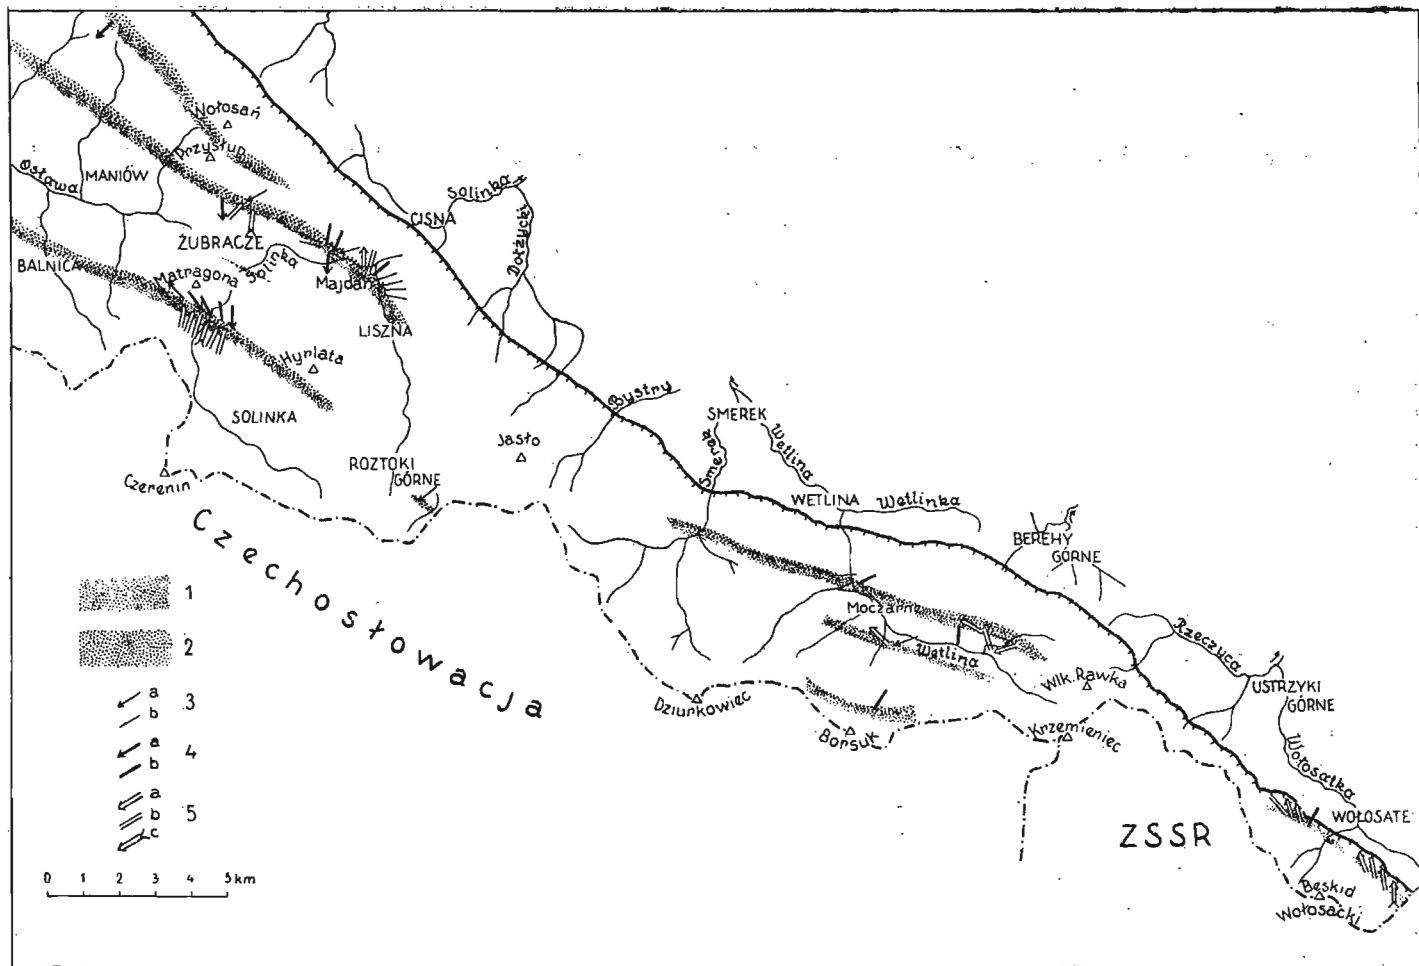 Nołosań
Przysłup
Osława
MANIÓW
Solinka
CISNA
Dołżycki
ŻUBRACZE
Solinka
BALNICA
Matragona
Majdan
LISZNA
Hyrlata
Bystry
SMEREK
SOLINKA
Jasło
Smerek
Wetlina
ROZTOKI
GÓRNE
Czerenin
WETLINA
Wetlinka
BEREHY
GÓRNE
Czechosłowacja
1
Moczarne
2
Wetlina
Rzeczyca
Wlk. Rawka
USTRZYKI
GÓRNE
a
b
3
Dziurkowiec
Borsuk
Krzemieniec
a
b
4
Wołosatka
a
b
c
5
ZSSR
WOŁOSATE
0 1 2 3 4 5 km
Beskid
Wołosacki